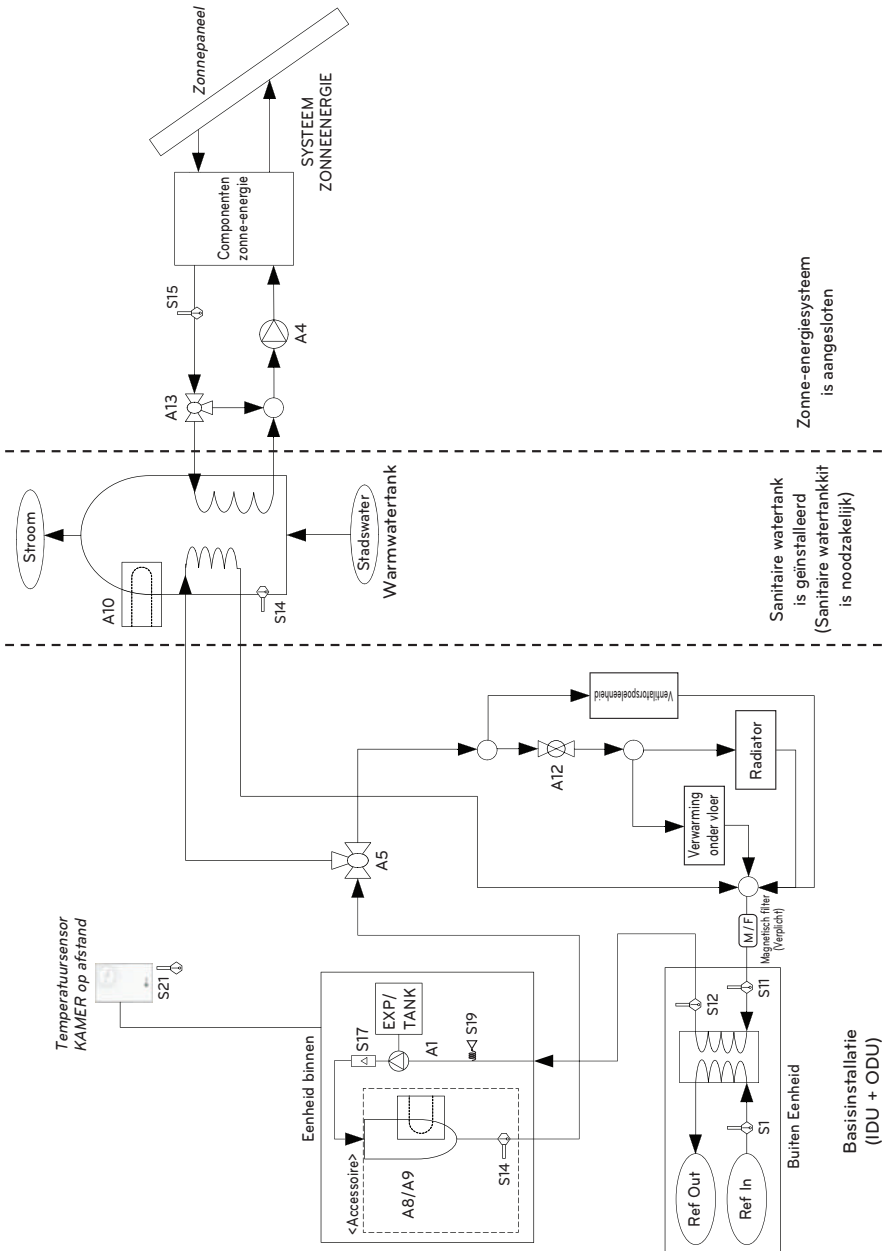 Zonnepaneel
SYSTEEM
ZONNEENERGIE
Componenten
zonne-energie
S15
A13
A4
Zonne-energiesysteem
is aangesloten
Stroom
A10
S14
Stadswater
Warmwatertank
Sanitaire watertank
is geïnstalleerd
(Sanitaire watertankkit
is noodzakelijk)
Temperatuursensor
KAMER op afstand
S21
A5
A12
Ventilatorspoeleenheid
Radiator
Verwarming
onder vloer
M / F
Magnetisch filter
(Verplicht)
Eenheid binnen
<Accessoire>
A8/A9
S14
S17
EXP/
TANK
A1
S19
S12
S11
S1
Ref Out
Ref In
Buiten Eenheid
Basisinstallatie
(IDU + ODU)